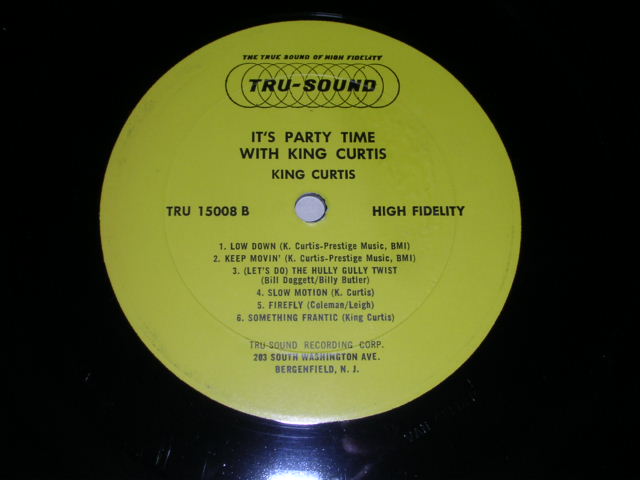 THE TRUE SOUND OF HIGH FIDELITY
TRU-SOUND
IT'S PARTY TIME
WITH KING CURTIS
KING CURTIS
TRU 15008 B HIGH FIDELITY
1. LOW DOWN (K. Curtis-Prestige Music, BMI)
2. KEEP MOVIN' (K. Curtis-Prestige Music, BMI)
3. (LET'S DO) THE HULLY GULLY TWIST
(Bill Doggett/Billy Butler)
4. SLOW MOTION (K. Curtis)
5. FIREFLY (Coleman/Leigh)
6. SOMETHING FRANTIC (King Curtis)
TRU-SOUND RECORDING CORP.
203 SOUTH WASHINGTON AVE.
BERGENFIELD, N. J.